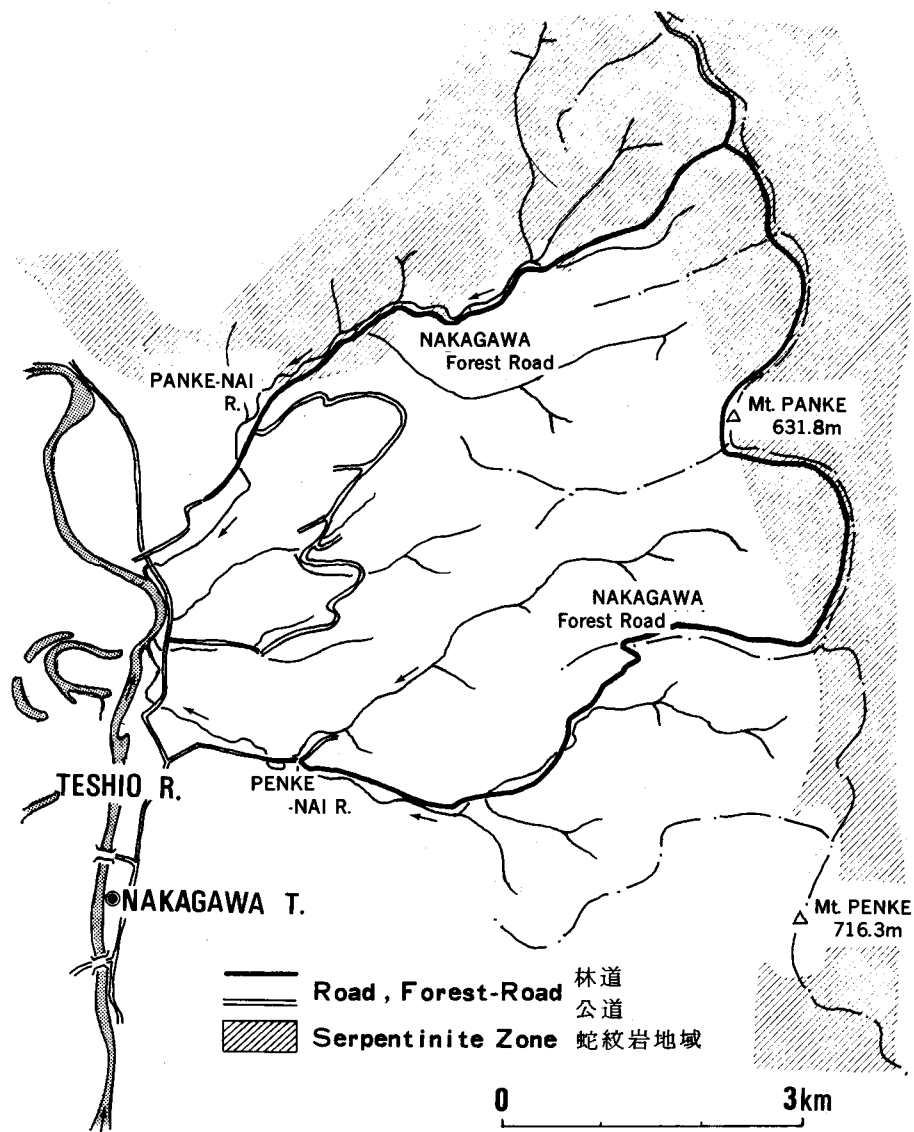 NAKAGAWA
Forest Road
PANKE-NAI
R.
Mt. PANKE
631.8m
NAKAGAWA
Forest Road
TESHIO R.
PENKE
-NAI R.
NAKAGAWA T.
Mt. PENKE
716.3m
Road, Forest-Road 林道
公道
Serpentinite Zone 蛇紋岩地域
0 3km